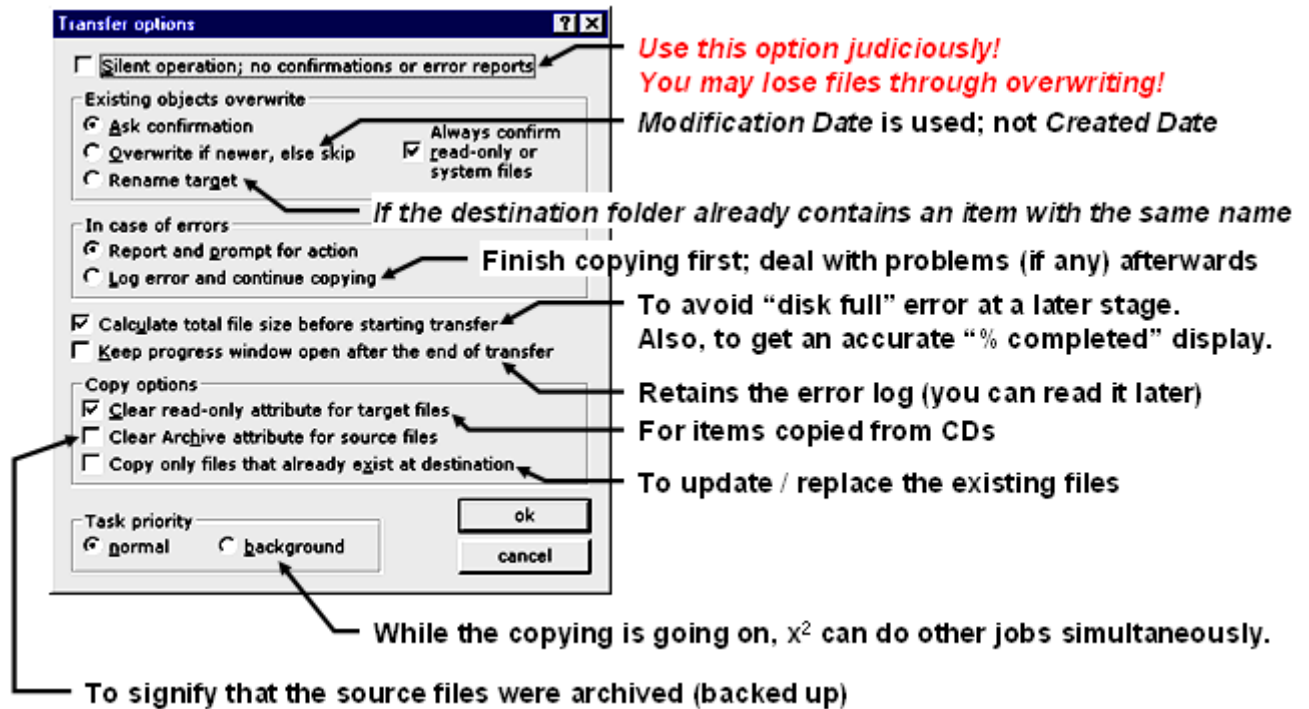 Transfer options
Silent operation; no confirmations or error reports
Use this option judiciously!
You may lose files through overwriting!
Existing objects overwrite
Ask confirmation
Overwrite if newer, else skip
Rename target
Always confirm
read-only or
system files
Modification Date is used; not Created Date
If the destination folder already contains an item with the same name
In case of errors
Report and prompt for action
Log error and continue copying
Finish copying first; deal with problems (if any) afterwards
Calculate total file size before starting transfer
To avoid “disk full” error at a later stage.
Also, to get an accurate “% completed” display.
Keep progress window open after the end of transfer
Retains the error log (you can read it later)
Copy options
Clear read-only attribute for target files
For items copied from CDs
Clear Archive attribute for source files
Copy only files that already exist at destination
To update / replace the existing files
Task priority
normal
background
ok
cancel
While the copying is going on, x² can do other jobs simultaneously.
To signify that the source files were archived (backed up)